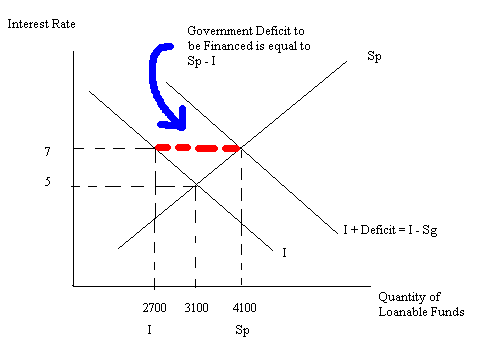 Interest Rate
Government Deficit to
be Financed is equal to
Sp - I
Sp
7
5
I + Deficit = I - Sg
I
2700 3100 4100
Quantity of
Loanable Funds
I Sp